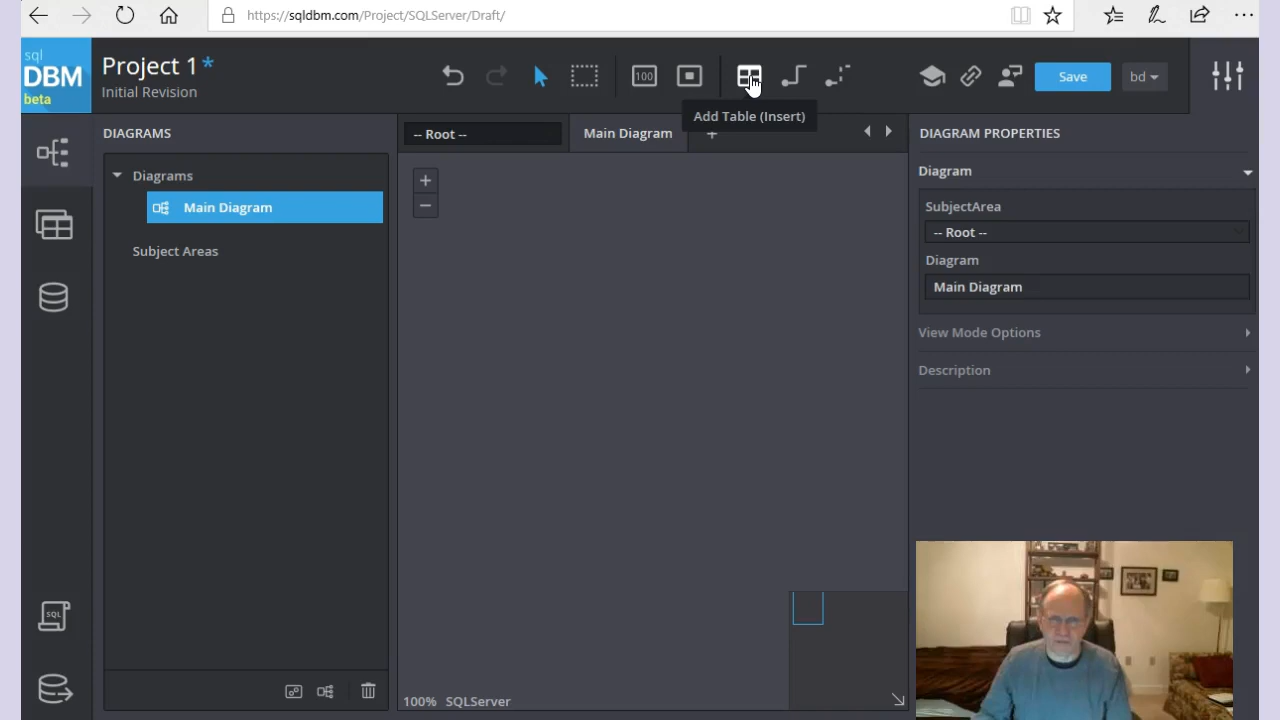 https://sqldbm.com/Project/SQLServer/Draft/
sql
DBM
beta
Project 1*
Initial Revision
100
Save
bd
Add Table (Insert)
DIAGRAMS
-- Root --
Main Diagram
+
DIAGRAM PROPERTIES
Diagrams
Main Diagram
Subject Areas
+
−
Diagram
SubjectArea
-- Root --
Diagram
Main Diagram
View Mode Options
Description
SQL
100% SQLServer